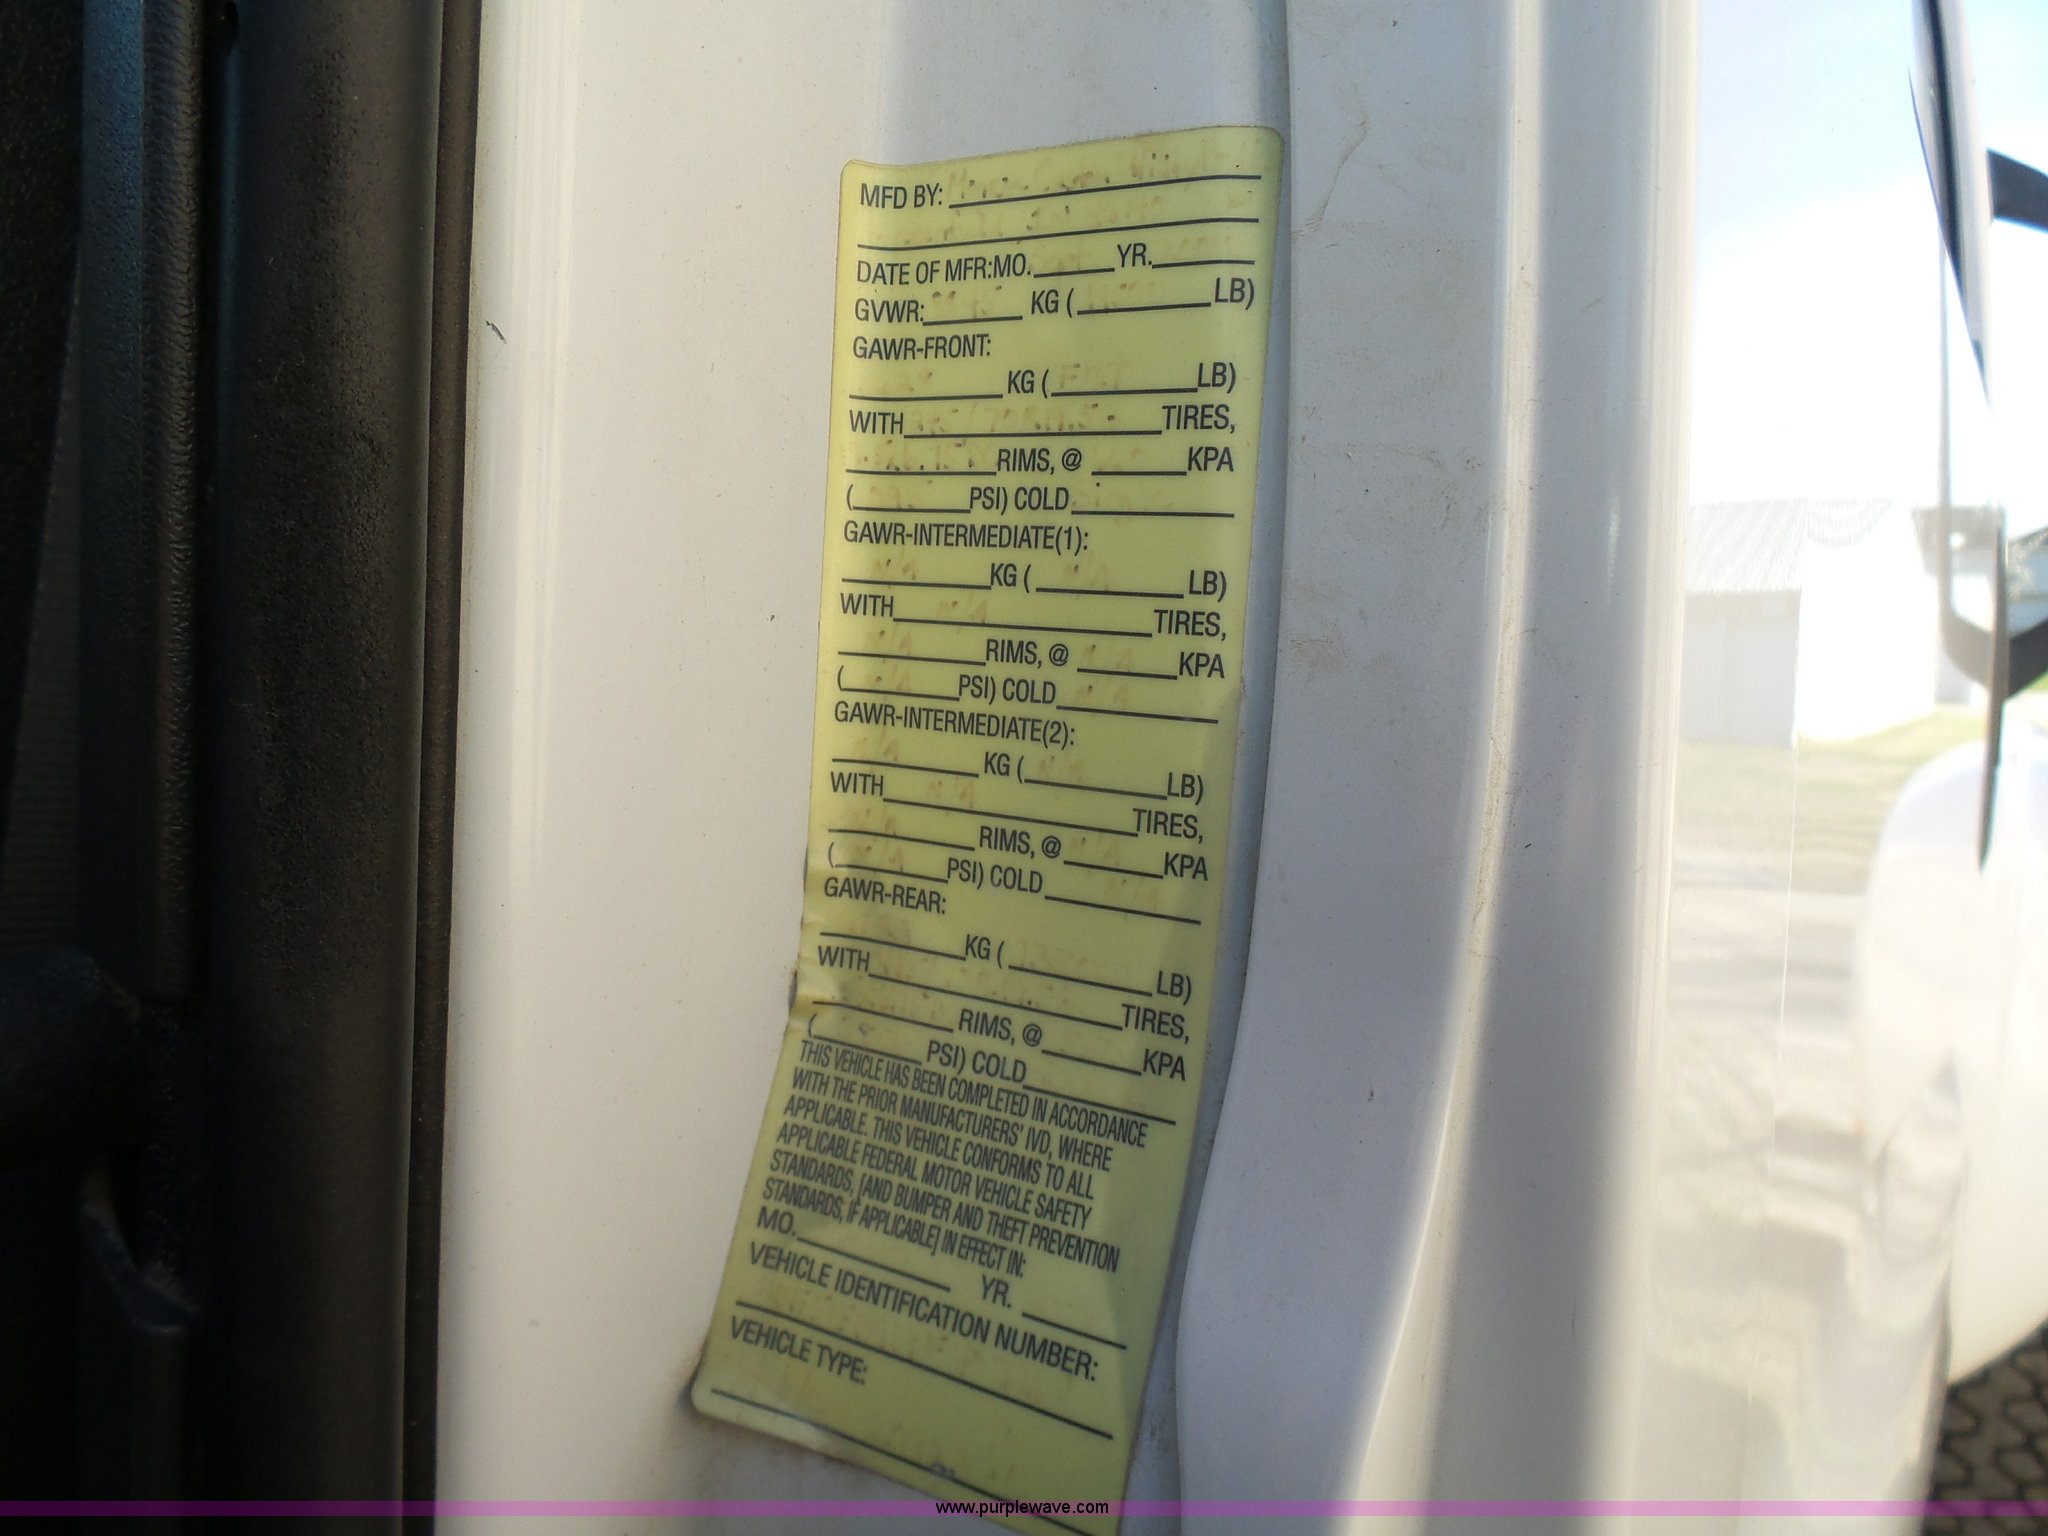 MFD BY:
DATE OF MFR:MO. YR.
GVWR: KG ( LB)
GAWR-FRONT:
KG ( LB)
WITH TIRES,
RIMS, @ KPA
( PSI) COLD
GAWR-INTERMEDIATE(1):
KG ( LB)
WITH TIRES,
RIMS, @ KPA
( PSI) COLD
GAWR-INTERMEDIATE(2):
KG ( LB)
WITH TIRES,
RIMS, @ KPA
( PSI) COLD
GAWR-REAR:
KG ( LB)
WITH TIRES,
RIMS, @ KPA
( PSI) COLD
THIS VEHICLE HAS BEEN COMPLETED IN ACCORDANCE
WITH THE PRIOR MANUFACTURERS' IVD, WHERE
APPLICABLE. THIS VEHICLE CONFORMS TO ALL
APPLICABLE FEDERAL MOTOR VEHICLE SAFETY
STANDARDS, [AND BUMPER AND THEFT PREVENTION
STANDARDS, IF APPLICABLE] IN EFFECT IN:
MO. YR.
VEHICLE IDENTIFICATION NUMBER:
VEHICLE TYPE:
www.purplewave.com